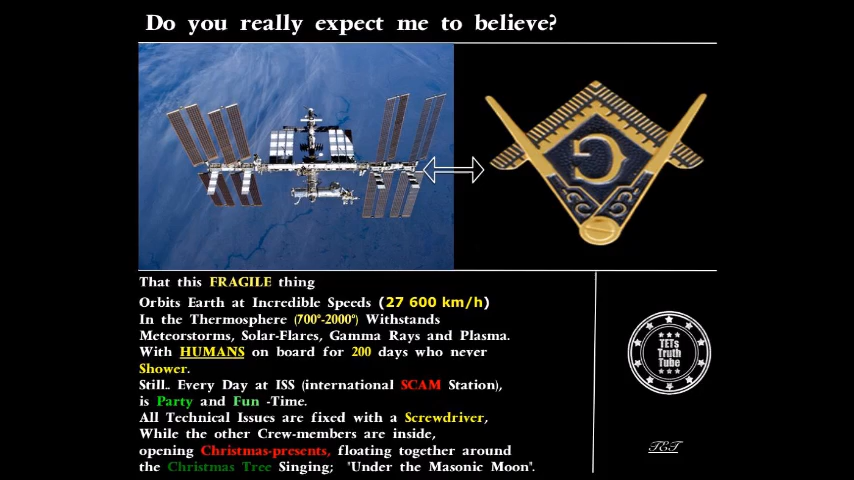 Do you really expect me to believe?
That this FRAGILE thing
Orbits Earth at Incredible Speeds (27 600 km/h)
In the Thermosphere (700°-2000°) Withstands
Meteorstorms, Solar-Flares, Gamma Rays and Plasma.
With HUMANS on board for 200 days who never
Shower.
Still.. Every Day at ISS (international SCAM Station),
is Party and Fun -Time.
All Technical Issues are fixed with a Screwdriver,
While the other Crew-members are inside,
opening Christmas-presents, floating together around
the Christmas Tree Singing; "Under the Masonic Moon".
TETs
Truth
Tube
TET